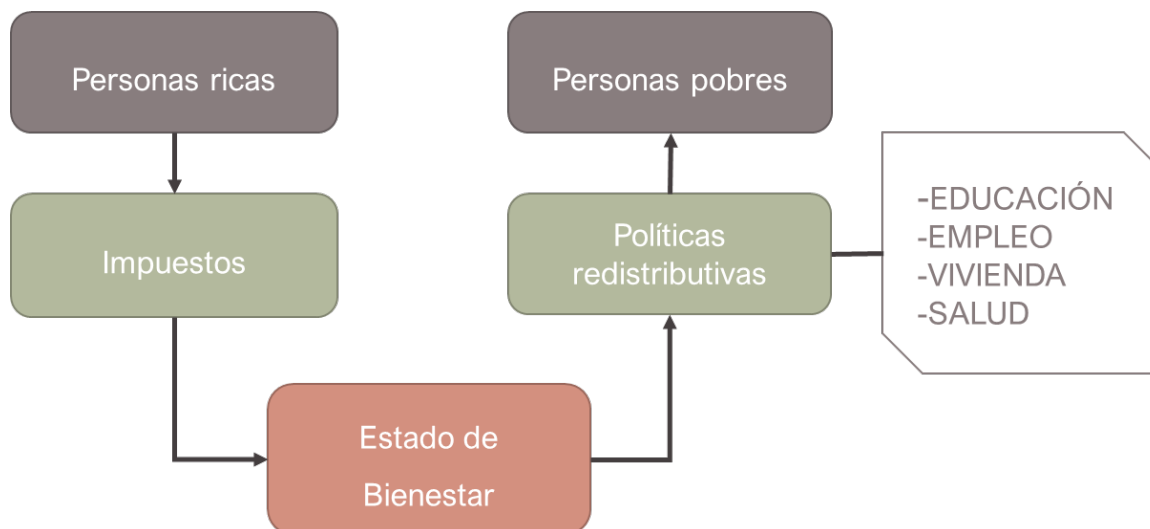 Personas ricas
Personas pobres
Impuestos
Políticas
redistributivas
-EDUCACIÓN
-EMPLEO
-VIVIENDA
-SALUD
Estado de
Bienestar